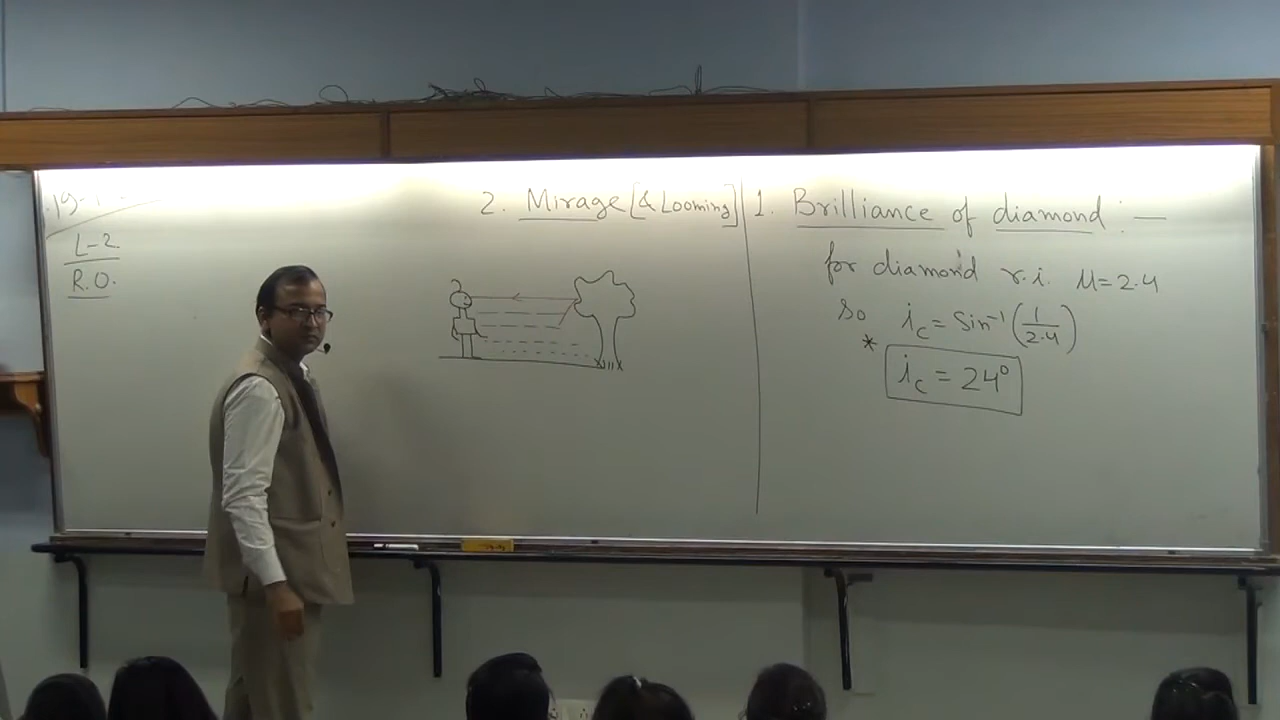 L-2
R.O.
2. Mirage [& Looming]
1. Brilliance of diamond :—
for diamond r.i. μ=2.4
so i_c = Sin⁻¹(1/2.4)
* i_c = 24°